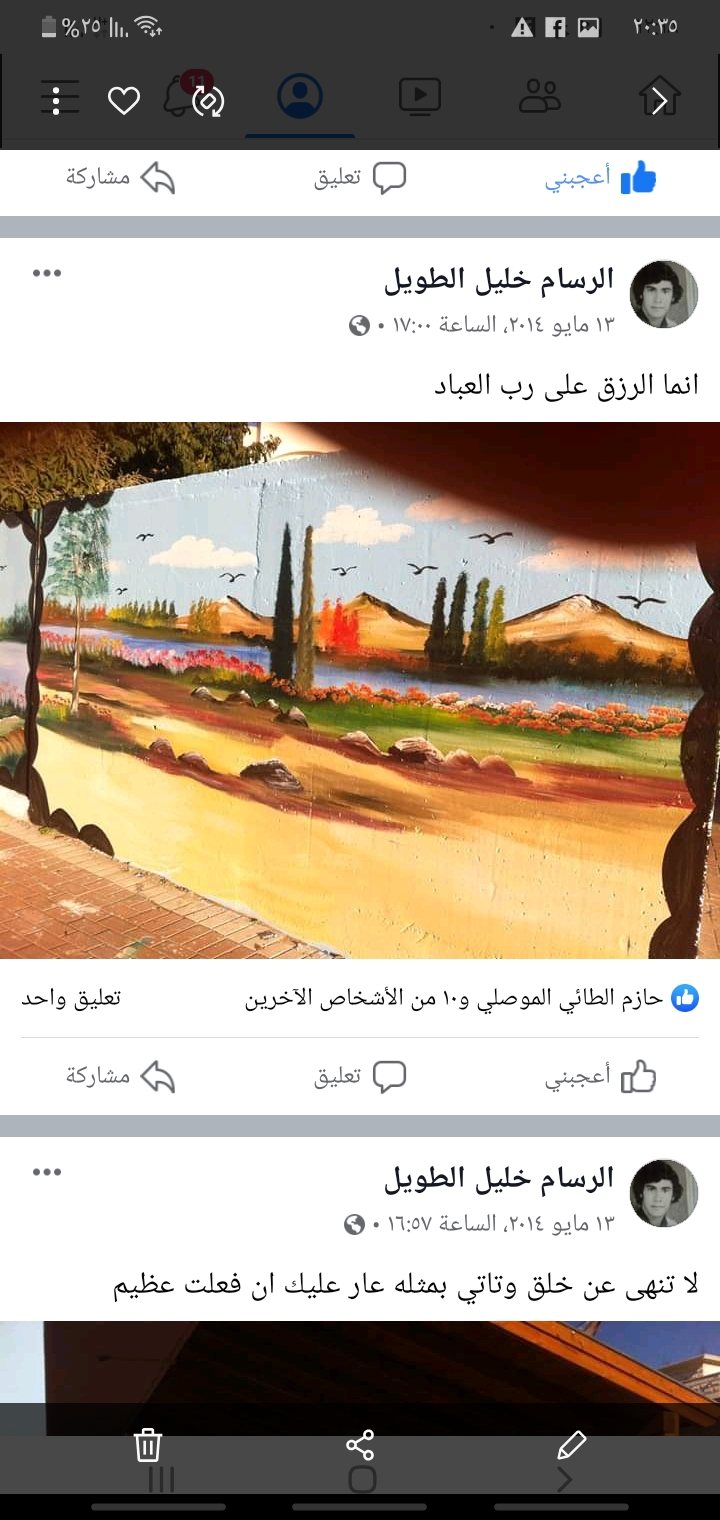 ٢٠:٣٥
%٢٥
11
أعجبني تعليق مشاركة
الرسام خليل الطويل
١٣ مايو ٢٠١٤، الساعة ١٧:٠٠ •
انما الرزق على رب العباد
حازم الطائي الموصلي و١٠ من الأشخاص الآخرين تعليق واحد
أعجبني تعليق مشاركة
الرسام خليل الطويل
١٣ مايو ٢٠١٤، الساعة ١٦:٥٧ •
لا تنهى عن خلق وتاتي بمثله عار عليك ان فعلت عظيم